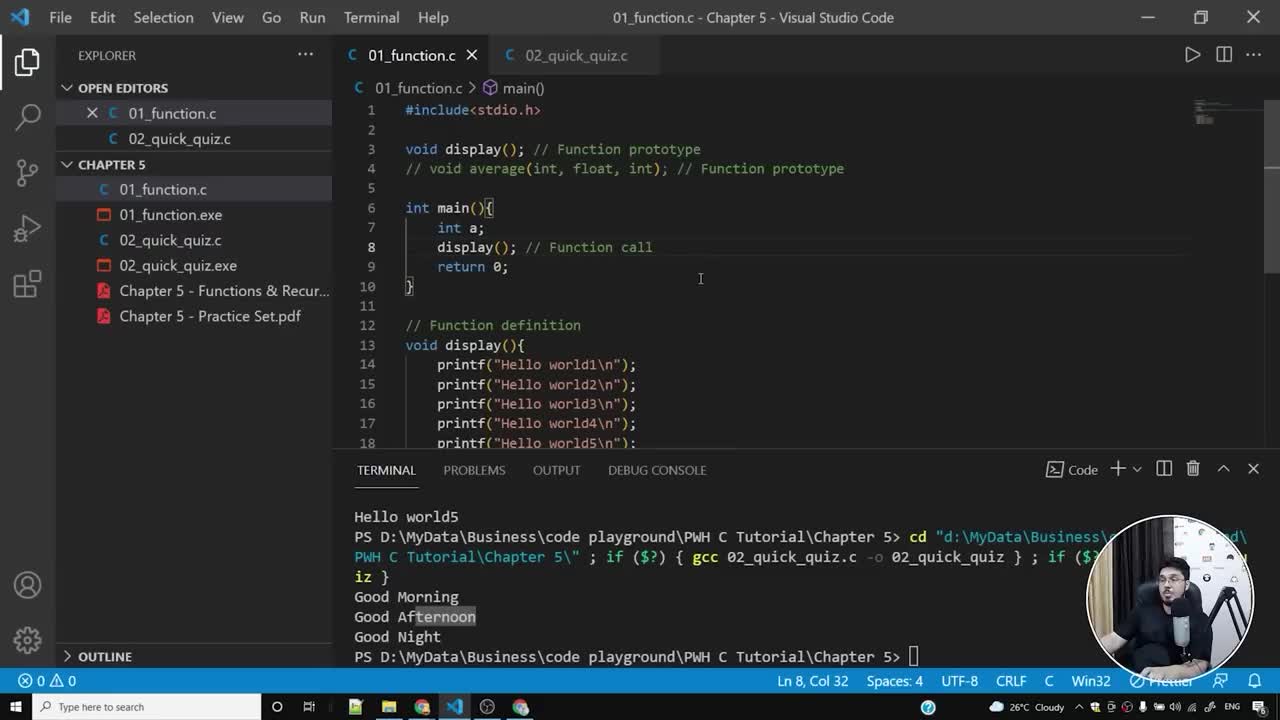 File Edit Selection View Go Run Terminal Help 01_function.c - Chapter 5 - Visual Studio Code
EXPLORER
OPEN EDITORS
01_function.c
02_quick_quiz.c
CHAPTER 5
01_function.c
01_function.exe
02_quick_quiz.c
02_quick_quiz.exe
Chapter 5 - Functions & Recur...
Chapter 5 - Practice Set.pdf
OUTLINE
01_function.c 02_quick_quiz.c
01_function.c > main()
1 #include<stdio.h>
2
3 void display(); // Function prototype
4 // void average(int, float, int); // Function prototype
5
6 int main(){
7 int a;
8 display(); // Function call
9 return 0;
10 }
11
12 // Function definition
13 void display(){
14 printf("Hello world1\n");
15 printf("Hello world2\n");
16 printf("Hello world3\n");
17 printf("Hello world4\n");
18 printf("Hello world5\n");
TERMINAL PROBLEMS OUTPUT DEBUG CONSOLE Code
Hello world5
PS D:\MyData\Business\code playground\PWH C Tutorial\Chapter 5> cd "d:\MyData\Business\
PWH C Tutorial\Chapter 5\" ; if ($?) { gcc 02_quick_quiz.c -o 02_quick_quiz } ; if ($?
iz }
Good Morning
Good Afternoon
Good Night
PS D:\MyData\Business\code playground\PWH C Tutorial\Chapter 5>
0 0 Ln 8, Col 32 Spaces: 4 UTF-8 CRLF C Win32 Prettier
Type here to search 26°C Cloudy ENG